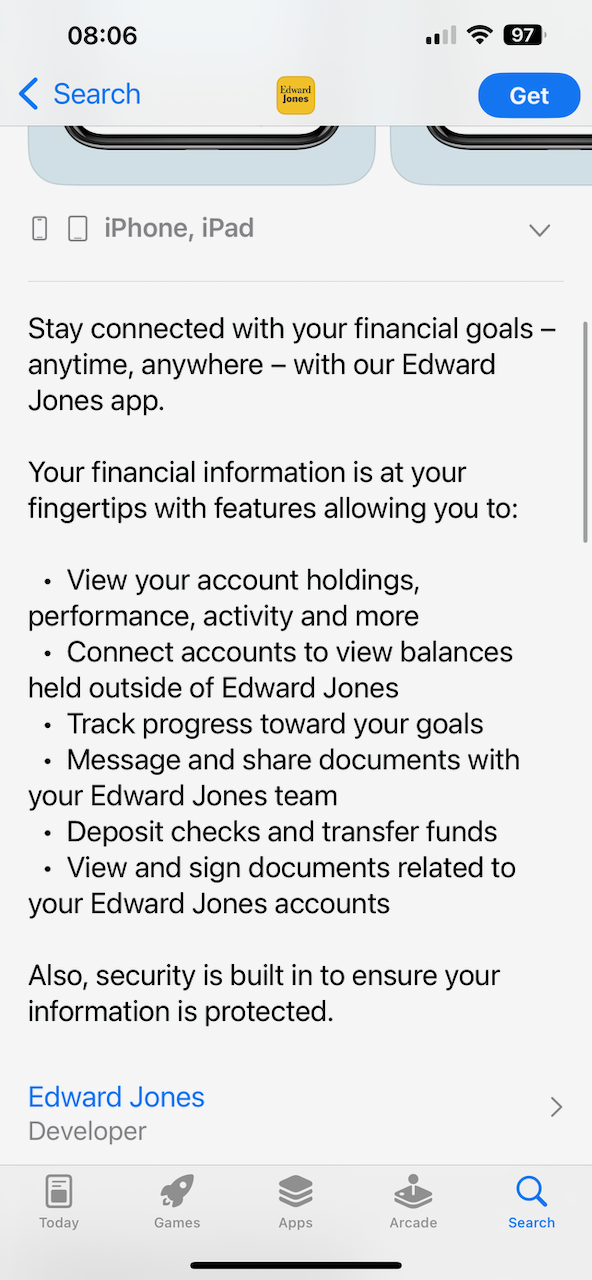 08:06
97
Search
Edward
Jones
Get
iPhone, iPad
Stay connected with your financial goals –
anytime, anywhere – with our Edward
Jones app.
Your financial information is at your
fingertips with features allowing you to:
• View your account holdings,
performance, activity and more
• Connect accounts to view balances
held outside of Edward Jones
• Track progress toward your goals
• Message and share documents with
your Edward Jones team
• Deposit checks and transfer funds
• View and sign documents related to
your Edward Jones accounts
Also, security is built in to ensure your
information is protected.
Edward Jones
Developer
Today
Games
Apps
Arcade
Search